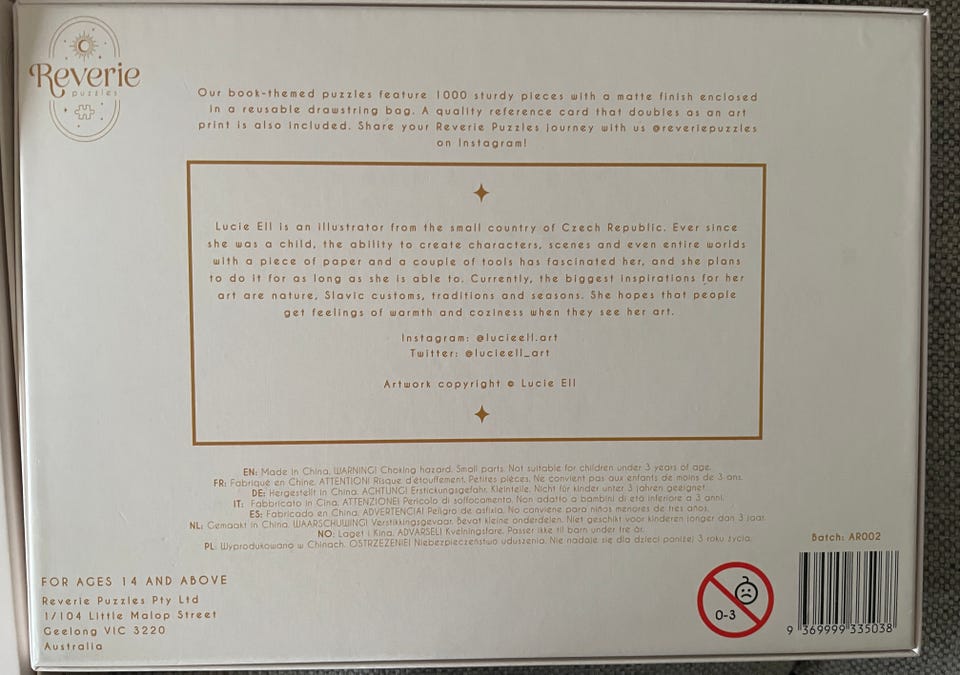 Reverie
puzzles
Our book-themed puzzles feature 1000 sturdy pieces with a matte finish enclosed
in a reusable drawstring bag. A quality reference card that doubles as an art
print is also included. Share your Reverie Puzzles journey with us @reveriepuzzles
on Instagram!
Lucie Ell is an illustrator from the small country of Czech Republic. Ever since
she was a child, the ability to create characters, scenes and even entire worlds
with a piece of paper and a couple of tools has fascinated her, and she plans
to do it for as long as she is able to. Currently, the biggest inspirations for her
art are nature, Slavic customs, traditions and seasons. She hopes that people
get feelings of warmth and coziness when they see her art.
Instagram: @lucieell.art
Twitter: @lucieell_art
Artwork copyright © Lucie Ell
EN: Made in China. WARNING! Choking hazard. Small parts. Not suitable for children under 3 years of age.
FR: Fabriqué en Chine. ATTENTION! Risque d'étouffement. Petites pièces. Ne convient pas aux enfants de moins de 3 ans.
DE: Hergestellt in China. ACHTUNG! Erstickungsgefahr. Kleinteile. Nicht für kinder unter 3 jahren geeignet.
IT: Fabbricato in Cina. ATTENZIONE! Pericolo di soffocamento. Non adatto a bambini di età inferiore a 3 anni.
ES: Fabricado en China. ADVERTENCIA! Peligro de asfixia. No conviene para niños menores de tres años.
NL: Gemaakt in China. WAARSCHUWING! Verstikkingsgevaar. Bevat kleine onderdelen. Niet geschikt voor kinderen jonger dan 3 jaar.
NO: Laget i Kina. ADVARSEL! Kvelningsfare. Passer ikke til barn under tre år.
PL: Wyprodukowano w Chinach. OSTRZEŻENIE! Niebezpieczeństwo uduszenia. Nie nadaje się dla dzieci poniżej 3 roku życia.
Batch: AR002
FOR AGES 14 AND ABOVE
Reverie Puzzles Pty Ltd
1/104 Little Malop Street
Geelong VIC 3220
Australia
0-3
9 369999 335038